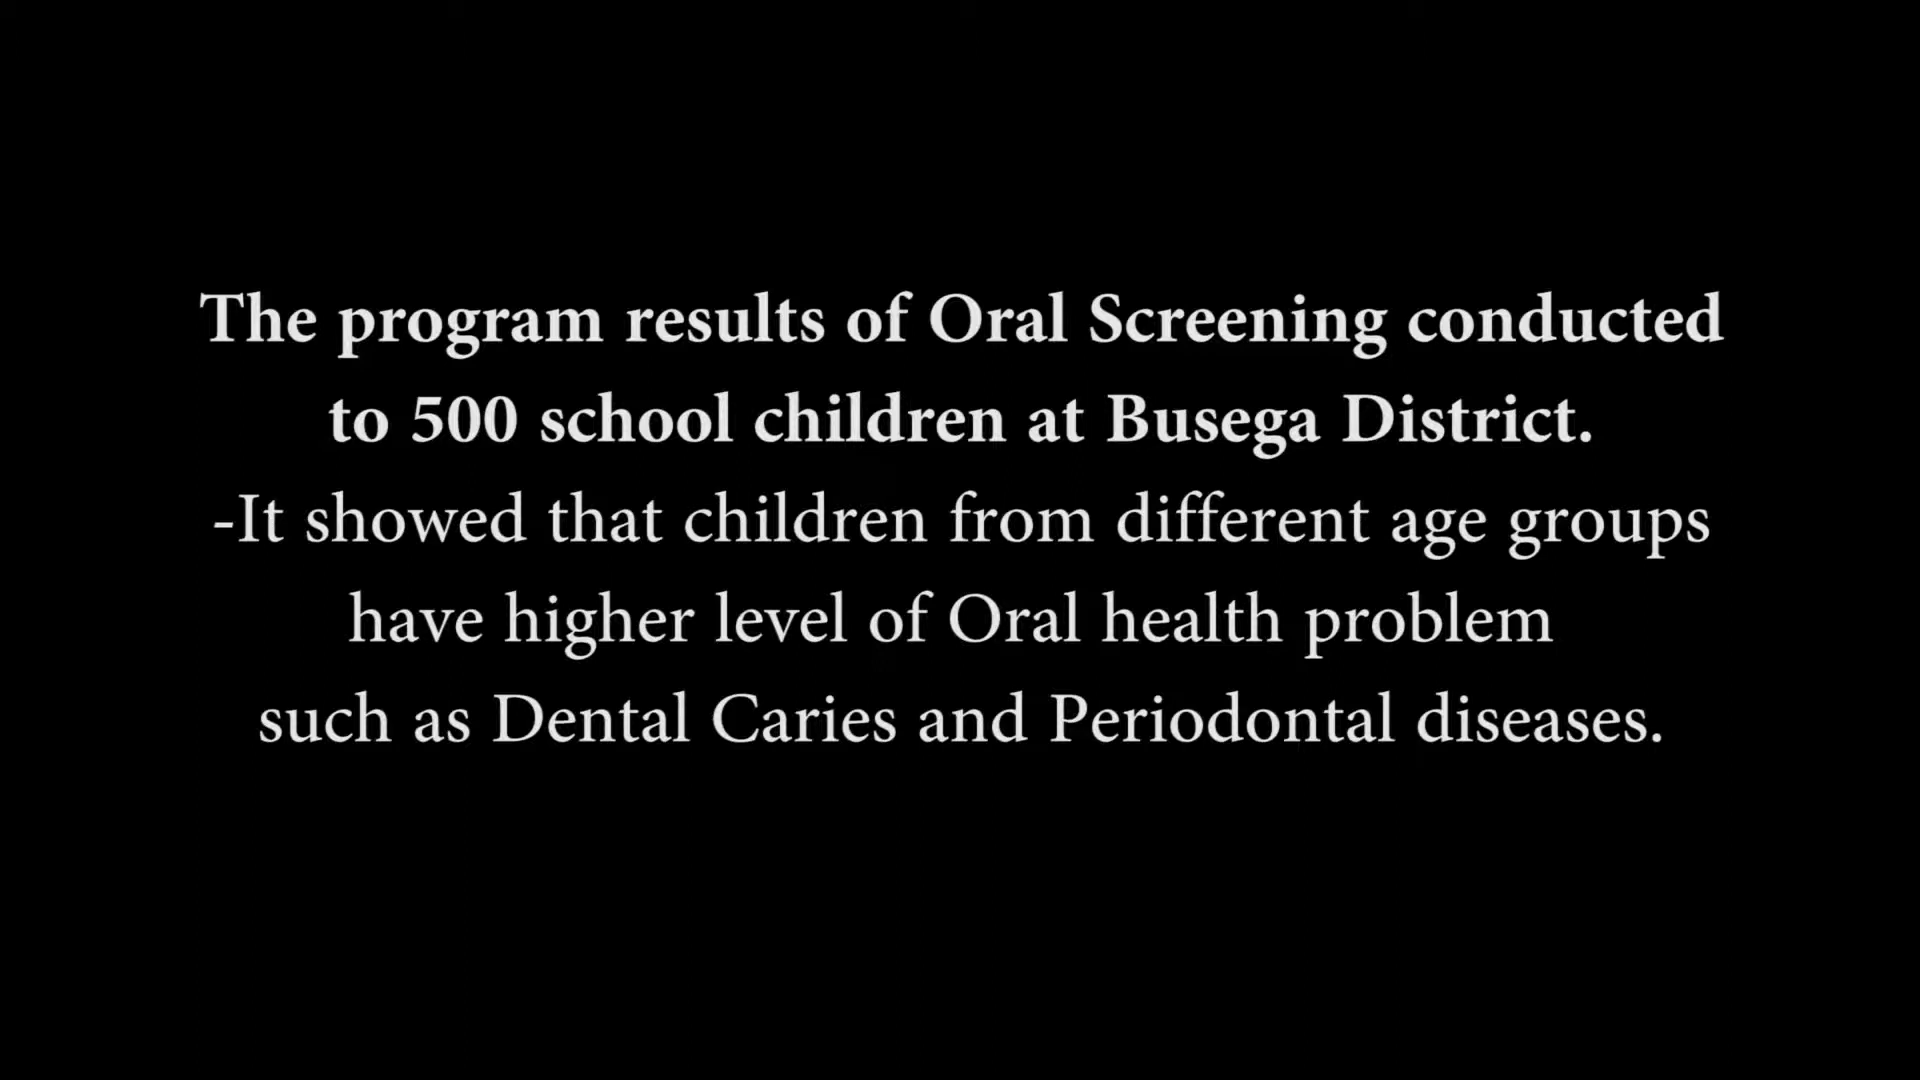 The program results of Oral Screening conducted
to 500 school children at Busega District.
-It showed that children from different age groups
have higher level of Oral health problem
such as Dental Caries and Periodontal diseases.